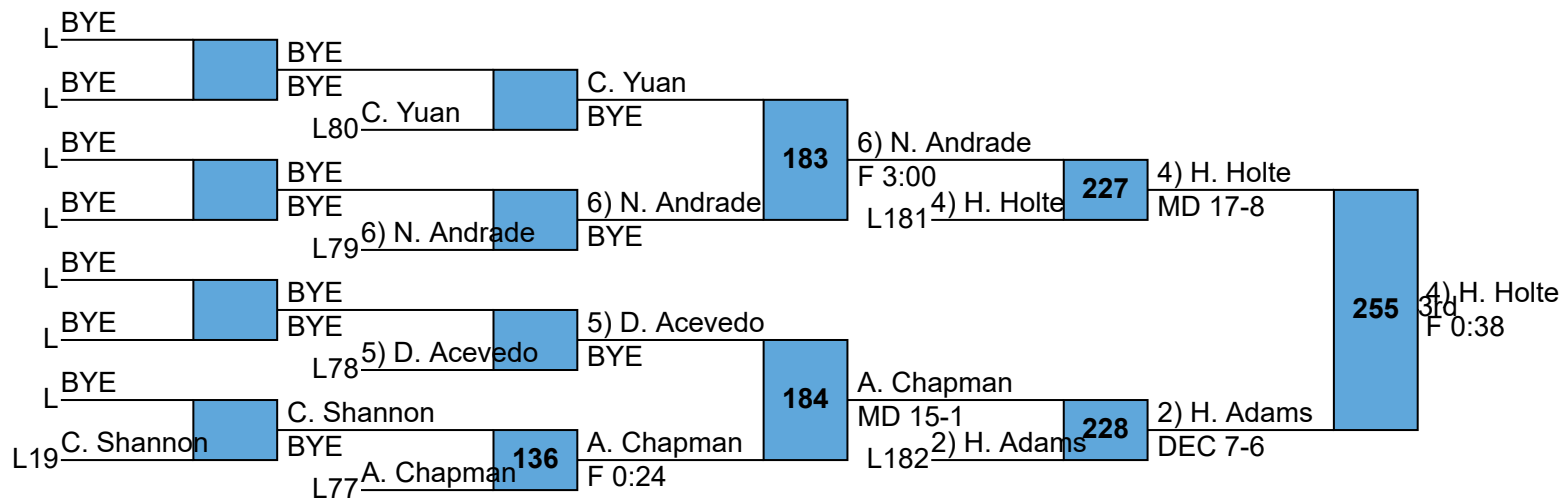 BYE
L
BYE
L
BYE
BYE
L80 C. Yuan
C. Yuan
BYE
BYE
L
BYE
L
BYE
BYE
L79 6) N. Andrade
6) N. Andrade
BYE
183
6) N. Andrade
F 3:00
L181 4) H. Holte
227
4) H. Holte
MD 17-8
BYE
L
BYE
L
BYE
BYE
L78 5) D. Acevedo
5) D. Acevedo
BYE
BYE
L
L19 C. Shannon
C. Shannon
BYE
L77 A. Chapman
136
A. Chapman
F 0:24
184
A. Chapman
MD 15-1
L182 2) H. Adams
228
2) H. Adams
DEC 7-6
255
4) H. Holte
3rd
F 0:38